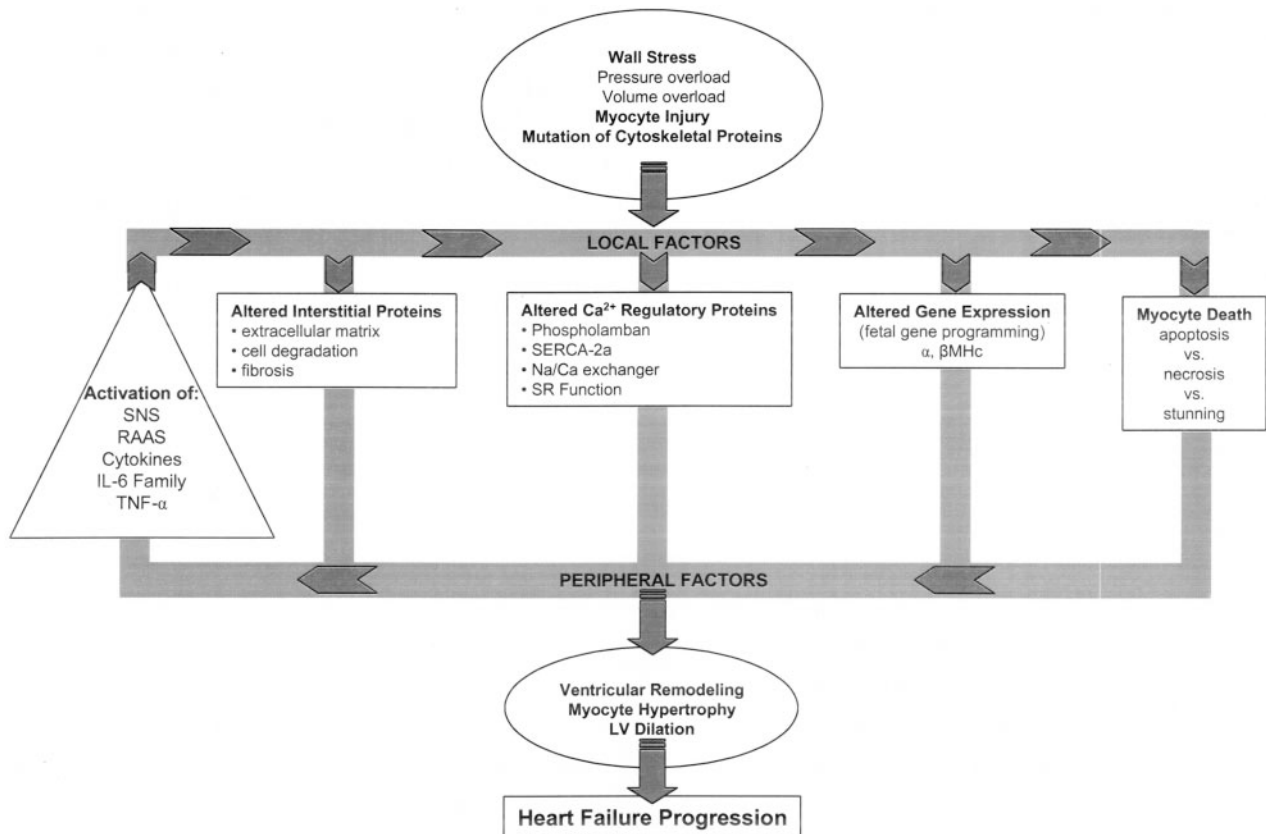 Wall Stress
Pressure overload
Volume overload
Myocyte Injury
Mutation of Cytoskeletal Proteins
LOCAL FACTORS
Altered Interstitial Proteins
• extracellular matrix
• cell degradation
• fibrosis
Altered Ca²⁺ Regulatory Proteins
• Phospholamban
• SERCA-2a
• Na/Ca exchanger
• SR Function
Altered Gene Expression
(fetal gene programming)
α, βMHc
Myocyte Death
apoptosis
vs.
necrosis
vs.
stunning
Activation of:
SNS
RAAS
Cytokines
IL-6 Family
TNF-α
PERIPHERAL FACTORS
Ventricular Remodeling
Myocyte Hypertrophy
LV Dilation
Heart Failure Progression